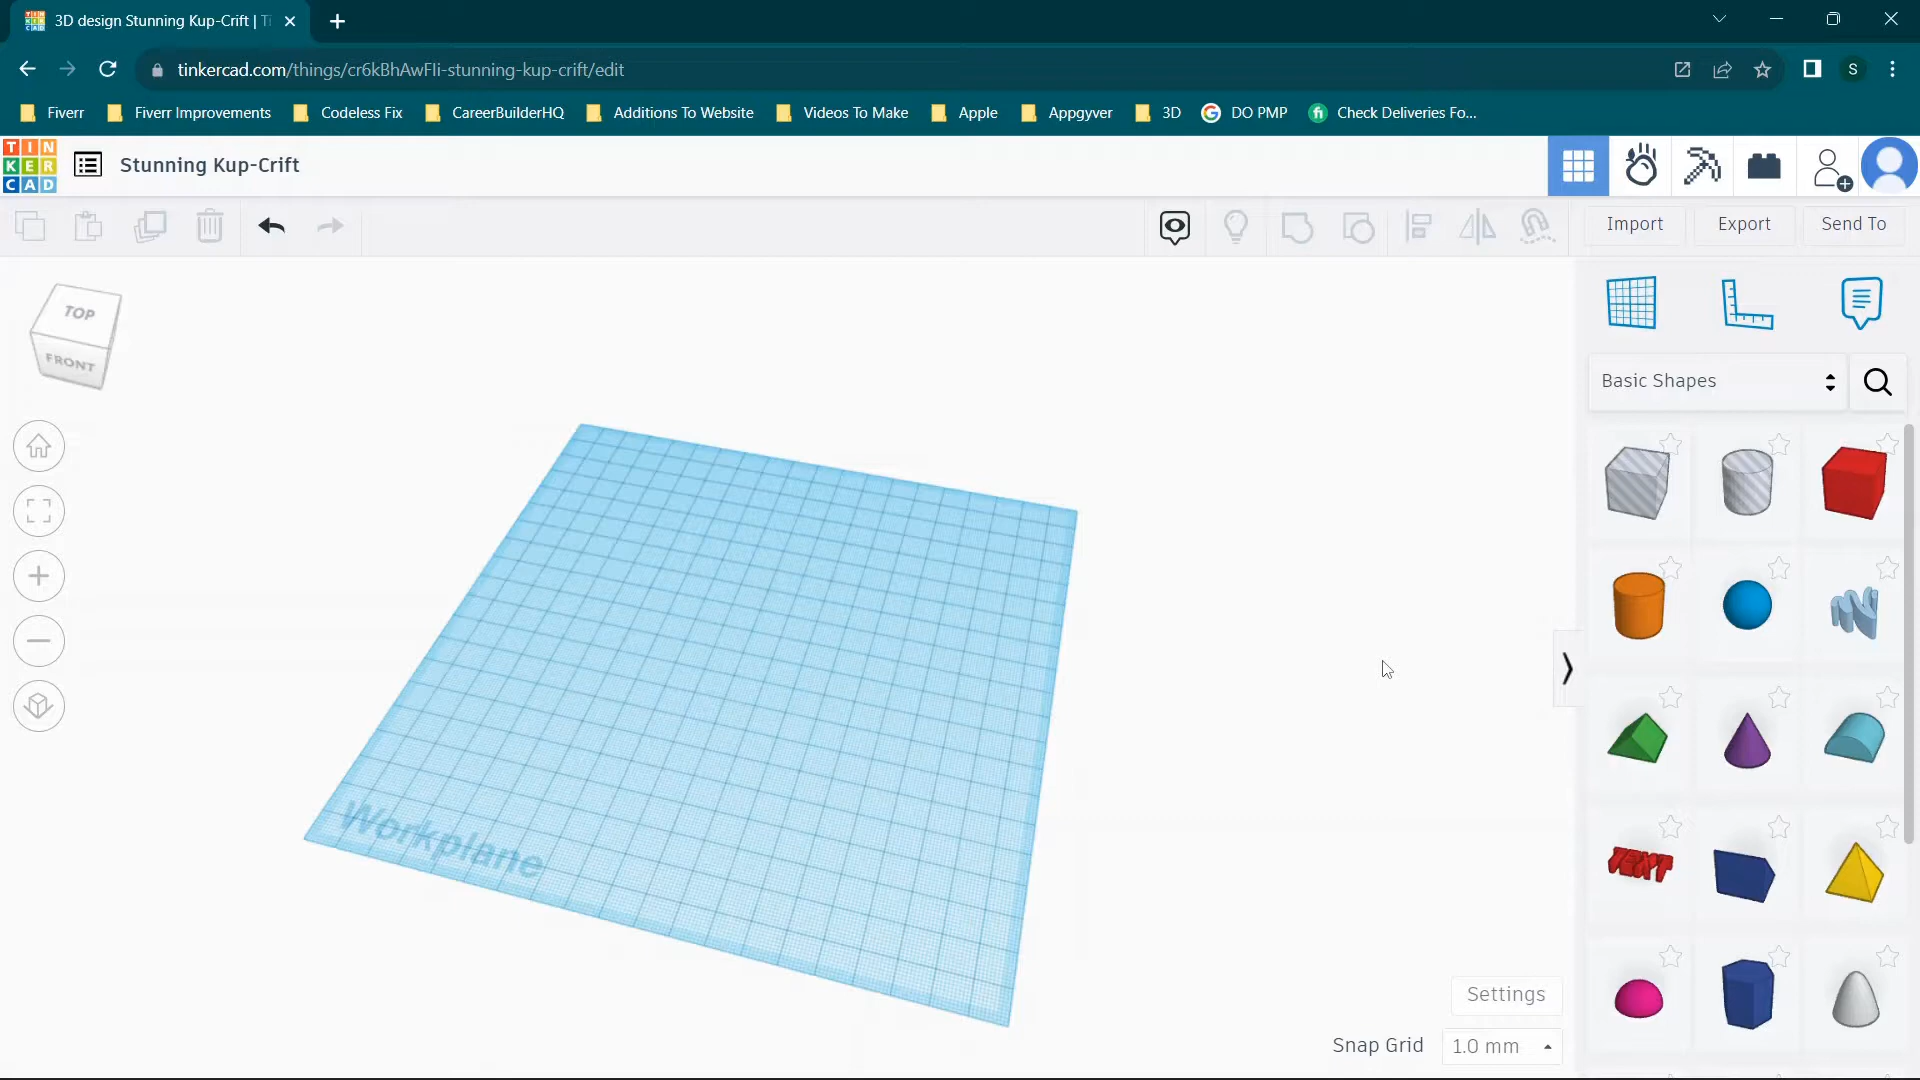 3D design Stunning Kup-Crift | Ti
tinkercad.com/things/cr6kBhAwFli-stunning-kup-crift/edit
S
Fiverr
Fiverr Improvements
Codeless Fix
CareerBuilderHQ
Additions To Website
Videos To Make
Apple
Appgyver
3D
DO PMP
Check Deliveries Fo...
TIN
KER
CAD
Stunning Kup-Crift
Import
Export
Send To
TOP
FRONT
Basic Shapes
TEXT
Workplane
Settings
Snap Grid
1.0 mm